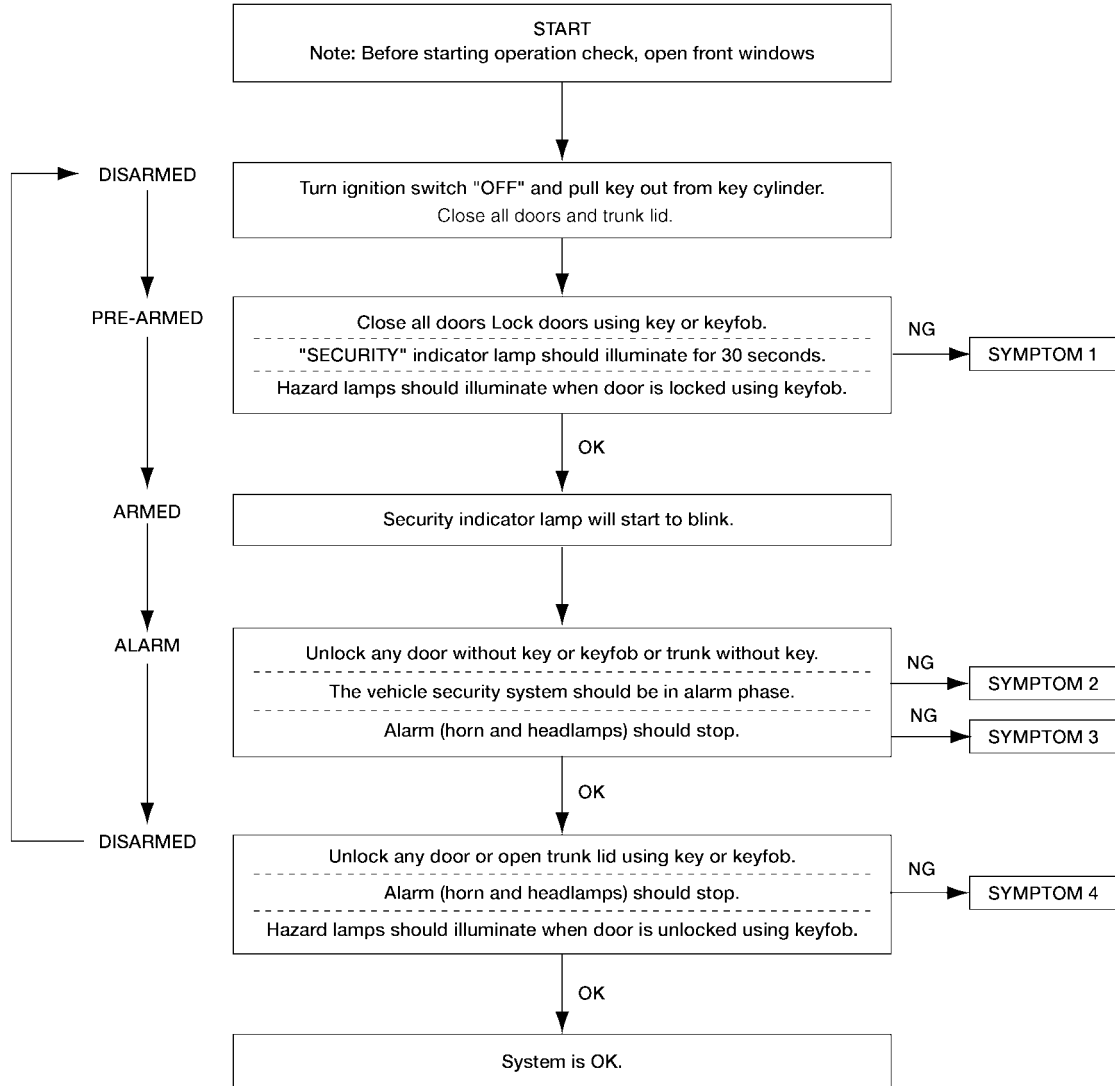 START
Note: Before starting operation check, open front windows
DISARMED
Turn ignition switch "OFF" and pull key out from key cylinder.
Close all doors and trunk lid.
PRE-ARMED
Close all doors Lock doors using key or keyfob.
"SECURITY" indicator lamp should illuminate for 30 seconds.
Hazard lamps should illuminate when door is locked using keyfob.
NG
SYMPTOM 1
OK
ARMED
Security indicator lamp will start to blink.
ALARM
Unlock any door without key or keyfob or trunk without key.
The vehicle security system should be in alarm phase.
Alarm (horn and headlamps) should stop.
NG
SYMPTOM 2
NG
SYMPTOM 3
OK
DISARMED
Unlock any door or open trunk lid using key or keyfob.
Alarm (horn and headlamps) should stop.
Hazard lamps should illuminate when door is unlocked using keyfob.
NG
SYMPTOM 4
OK
System is OK.